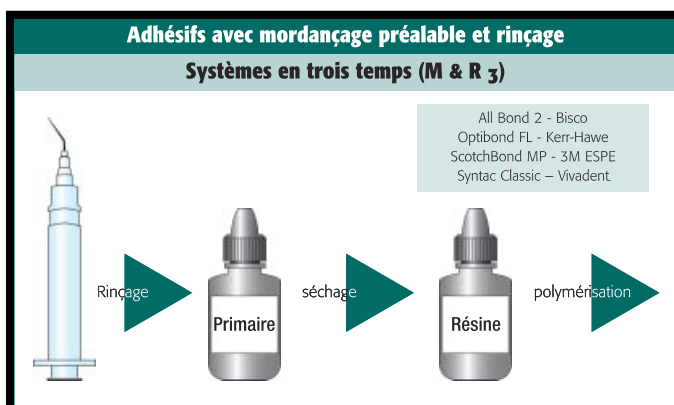 Adhésifs avec mordançage préalable et rinçage
Systèmes en trois temps (M & R 3)
All Bond 2 - Bisco
Optibond FL - Kerr-Hawe
ScotchBond MP - 3M ESPE
Syntac Classic – Vivadent
Rinçage
Primaire
séchage
Résine
polymérisation